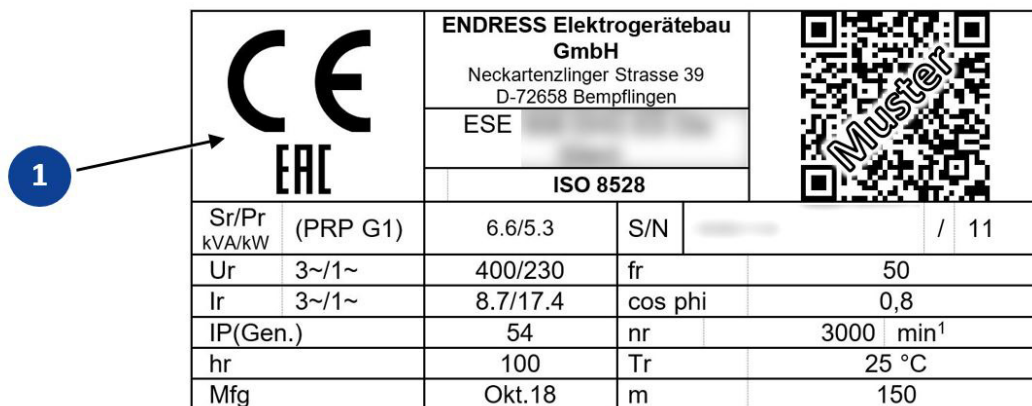 1
CE
EAC
ENDRESS Elektrogerätebau
GmbH
Neckartenzlinger Strasse 39
D-72658 Bempflingen
ESE
ISO 8528
Muster
Sr/Pr
kVA/kW
(PRP G1)
6.6/5.3
S/N
/ 11
Ur 3~/1~ 400/230 fr 50
Ir 3~/1~ 8.7/17.4 cos phi 0,8
IP(Gen.) 54 nr 3000 min¹
hr 100 Tr 25 °C
Mfg Okt.18 m 150